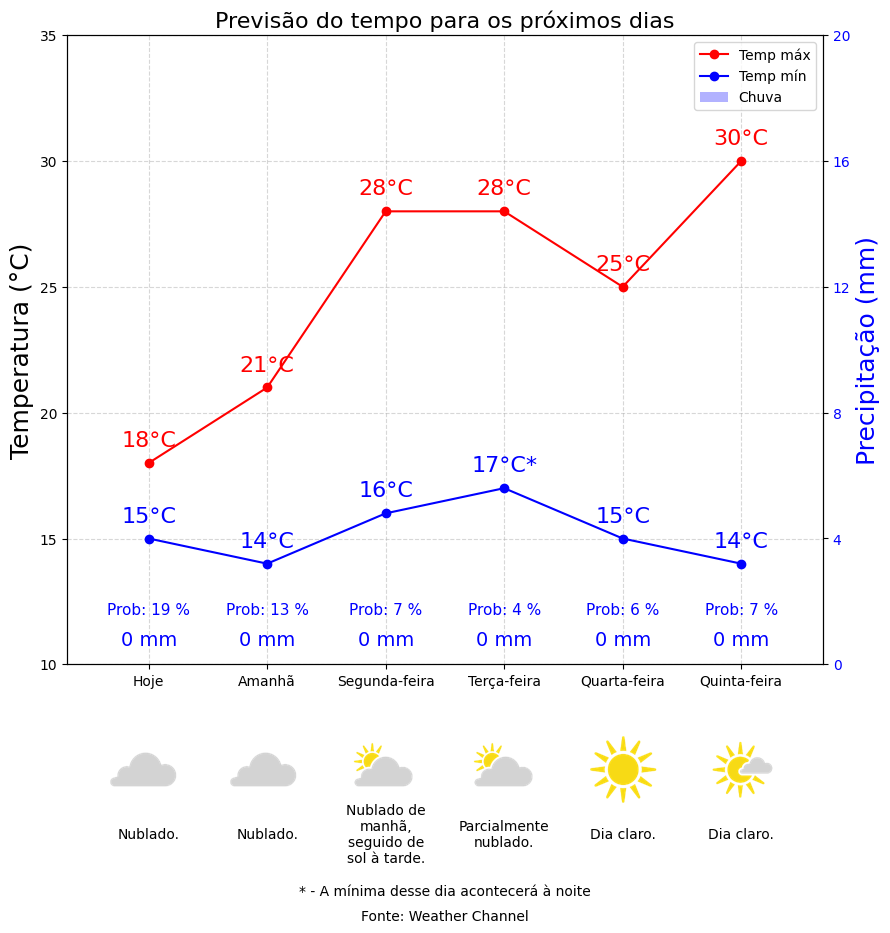 Previsão do tempo para os próximos dias
Temperatura (°C)
Precipitação (mm)
35
30
25
20
15
10
20
16
12
8
4
0
Temp máx
Temp mín
Chuva
18°C
21°C
28°C
28°C
25°C
30°C
15°C
14°C
16°C
17°C*
15°C
14°C
Prob: 19 %
Prob: 13 %
Prob: 7 %
Prob: 4 %
Prob: 6 %
Prob: 7 %
0 mm
0 mm
0 mm
0 mm
0 mm
0 mm
Hoje
Amanhã
Segunda-feira
Terça-feira
Quarta-feira
Quinta-feira
Nublado.
Nublado.
Nublado de
manhã,
seguido de
sol à tarde.
Parcialmente
nublado.
Dia claro.
Dia claro.
* - A mínima desse dia acontecerá à noite
Fonte: Weather Channel